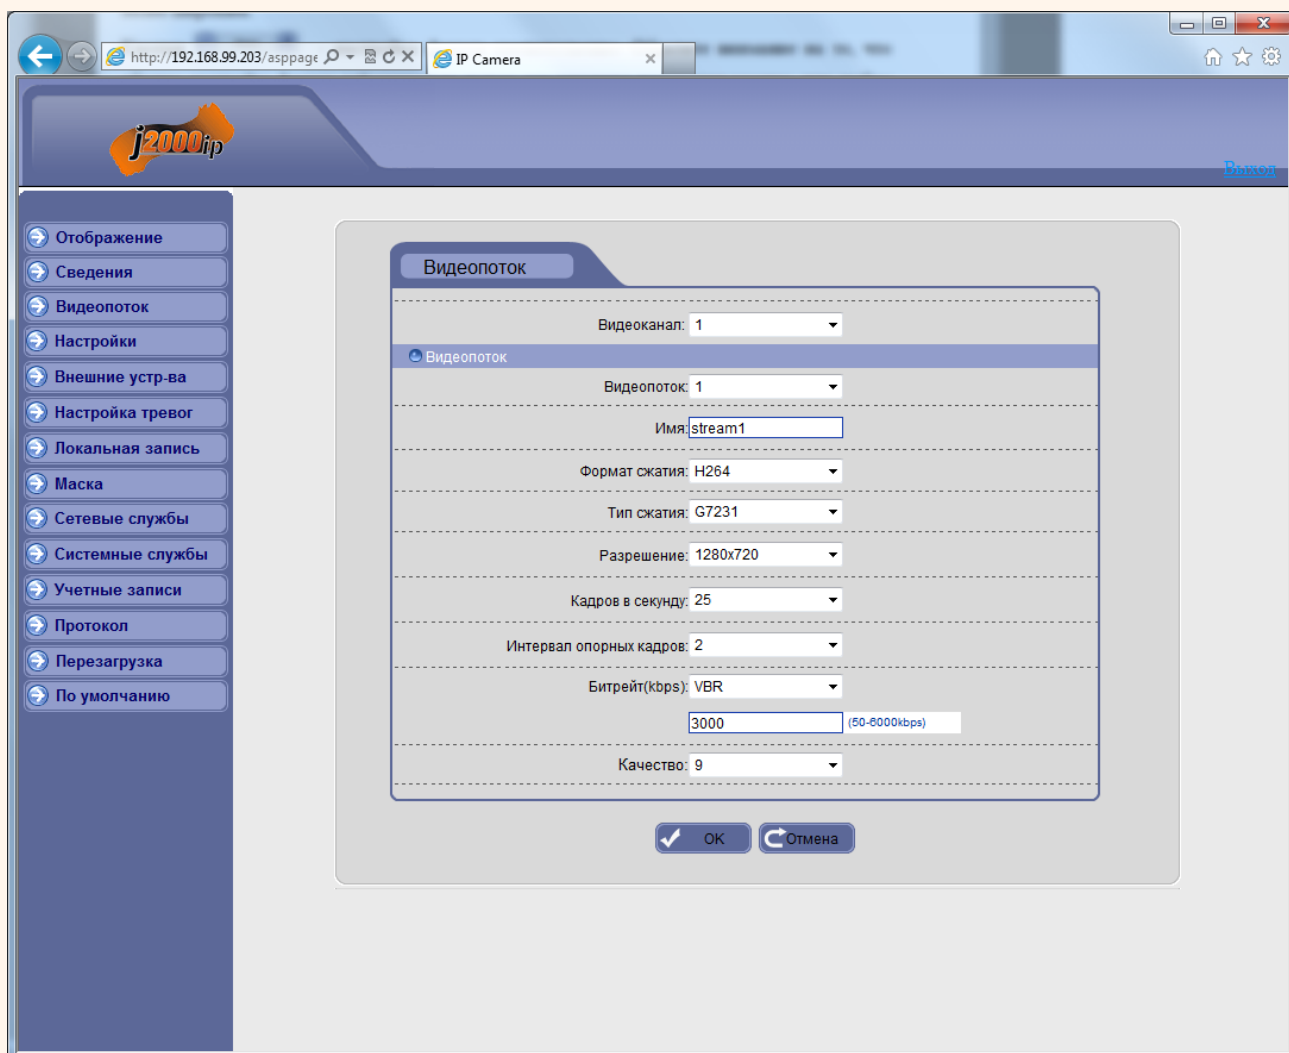 http://192.168.99.203/asppage
IP Camera
j2000ip
Выход
Отображение
Сведения
Видеопоток
Настройки
Внешние устр-ва
Настройка тревог
Локальная запись
Маска
Сетевые службы
Системные службы
Учетные записи
Протокол
Перезагрузка
По умолчанию
Видеопоток
Видеоканал: 1
Видеопоток
Видеопоток: 1
Имя: stream1
Формат сжатия: H264
Тип сжатия: G7231
Разрешение: 1280x720
Кадров в секунду: 25
Интервал опорных кадров: 2
Битрейт(kbps): VBR
3000 (50-6000kbps)
Качество: 9
OK Отмена